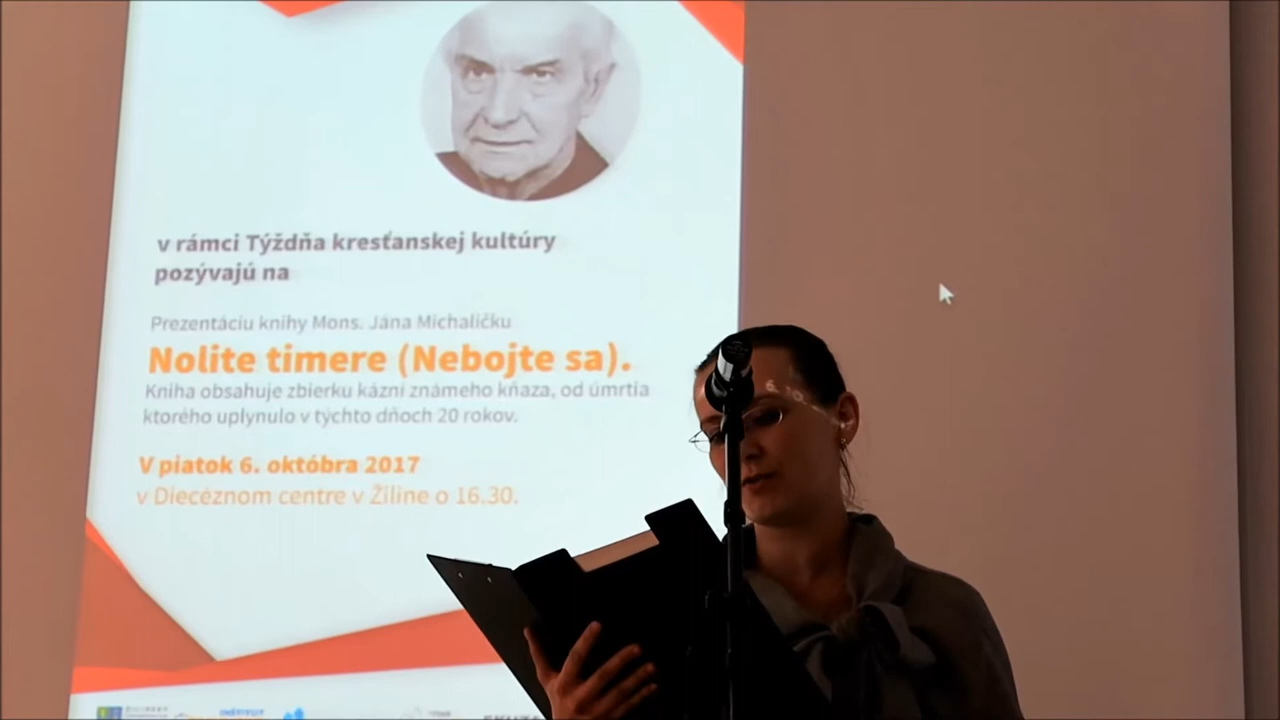 v rámci Týždňa kresťanskej kultúry
pozývajú na
Prezentáciu knihy Mons. Jána Michalíčku
Nolite timere (Nebojte sa).
Kniha obsahuje zbierku kázní známeho kňaza, od úmrtia
ktorého uplynulo v týchto dňoch 20 rokov.
V piatok 6. októbra 2017
v Diecéznom centre v Žiline o 16.30.